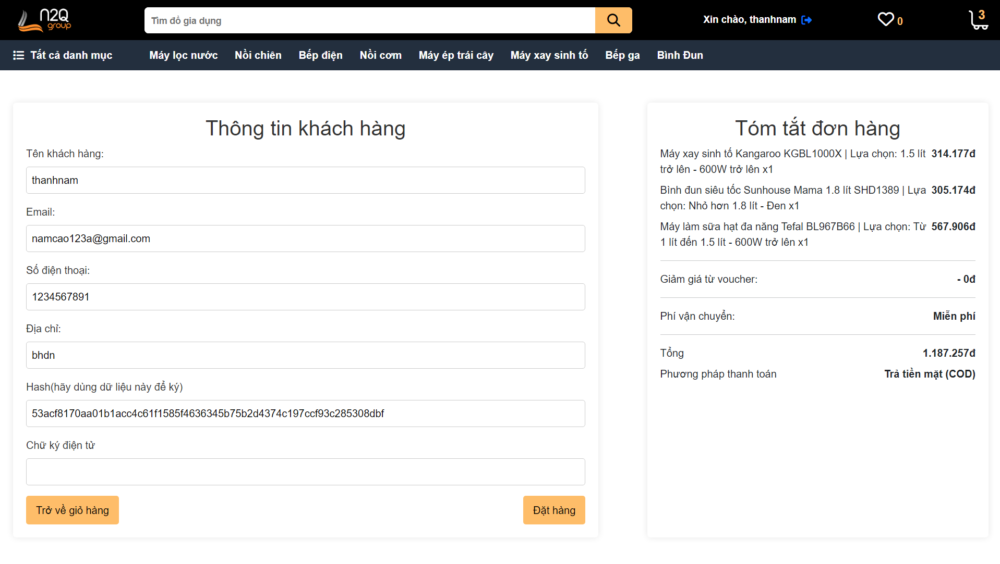 n2Q
group
Tìm đồ gia dụng
Xin chào, thanhnam
0
3
Tất cả danh mục
Máy lọc nước
Nồi chiên
Bếp điện
Nồi cơm
Máy ép trái cây
Máy xay sinh tố
Bếp ga
Bình Đun
Thông tin khách hàng
Tên khách hàng:
thanhnam
Email:
namcao123a@gmail.com
Số điện thoại:
1234567891
Địa chỉ:
bhdn
Hash(hãy dùng dữ liệu này để ký)
53acf8170aa01b1acc4c61f1585f4636345b75b2d4374c197ccf93c285308dbf
Chữ ký điện tử
Trở về giỏ hàng
Đặt hàng
Tóm tắt đơn hàng
Máy xay sinh tố Kangaroo KGBL1000X | Lựa chọn: 1.5 lít 314.177đ
trở lên - 600W trở lên x1
Bình đun siêu tốc Sunhouse Mama 1.8 lít SHD1389 | Lựa 305.174đ
chọn: Nhỏ hơn 1.8 lít - Đen x1
Máy làm sữa hạt đa năng Tefal BL967B66 | Lựa chọn: Từ 567.906đ
1 lít đến 1.5 lít - 600W trở lên x1
Giảm giá từ voucher: - 0đ
Phí vận chuyển: Miễn phí
Tổng 1.187.257đ
Phương pháp thanh toán Trả tiền mặt (COD)